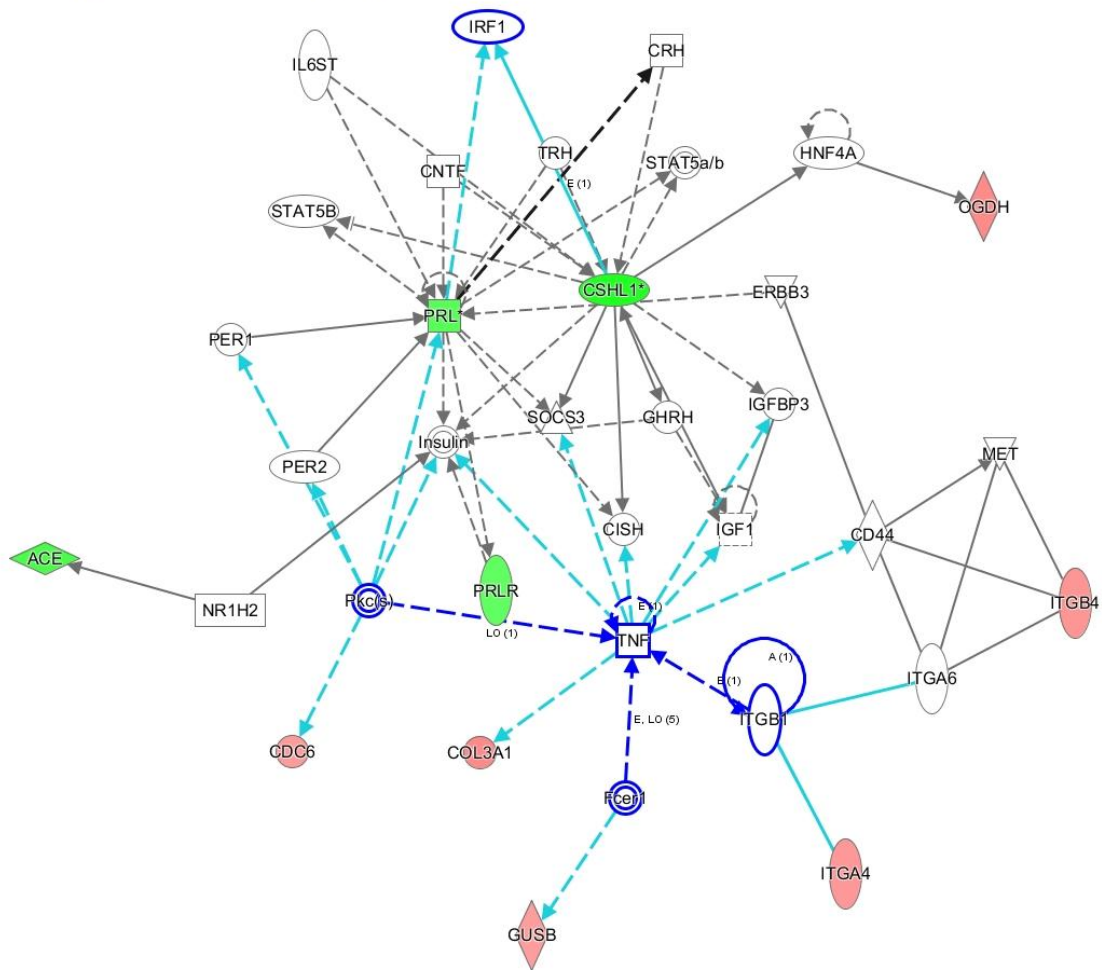 IRF1
IL6ST
CRH
CNTF
TRH
STAT5a/b
HNF4A
E (1)
STAT5B
OGDH
CSHL1*
ERBB3
PRL*
PER1
IGFBP3
SOCS3
GHRH
Insulin
PER2
MET
CISH
IGF1
CD44
ACE
PRLR
Pkc(s)
NR1H2
ITGB4
E (1)
LO (1)
TNF
A (1)
E (1)
ITGA6
E, LO (5)
ITGB1
CDC6
COL3A1
Fcer1
ITGA4
GUSB